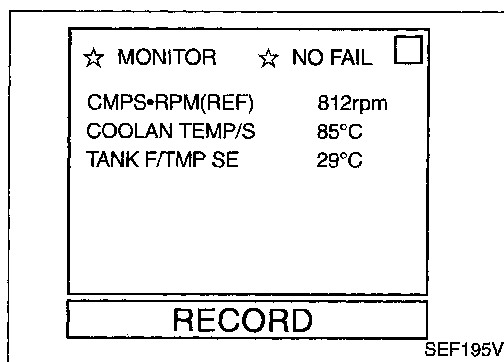 ☆ MONITOR ☆ NO FAIL
CMPS•RPM(REF) 812rpm
COOLAN TEMP/S 85°C
TANK F/TMP SE 29°C
RECORD
SEF195V